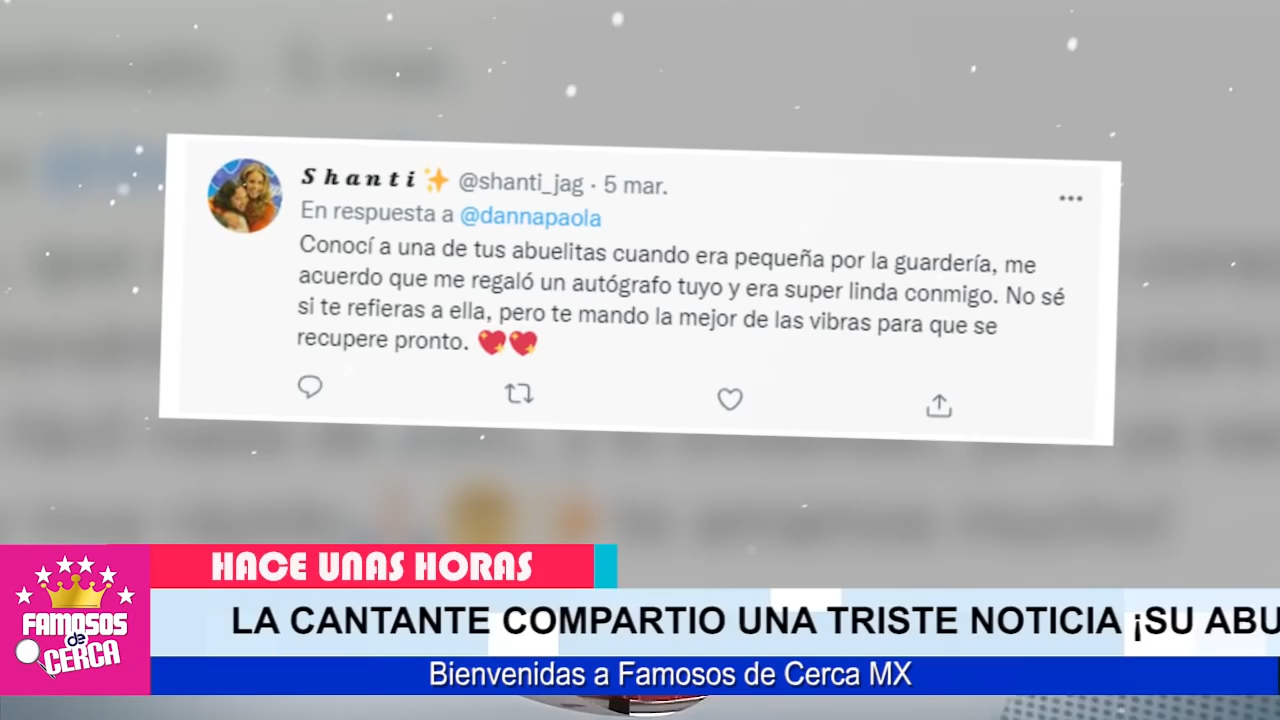 Shanti✨ @shanti_jag · 5 mar.
En respuesta a @dannapaola
Conocí a una de tus abuelitas cuando era pequeña por la guardería, me
acuerdo que me regaló un autógrafo tuyo y era super linda conmigo. No sé
si te refieras a ella, pero te mando la mejor de las vibras para que se
recupere pronto. 💖💖
HACE UNAS HORAS
FAMOSOS
de
CERCA
LA CANTANTE COMPARTIO UNA TRISTE NOTICIA ¡SU ABU
Bienvenidas a Famosos de Cerca MX